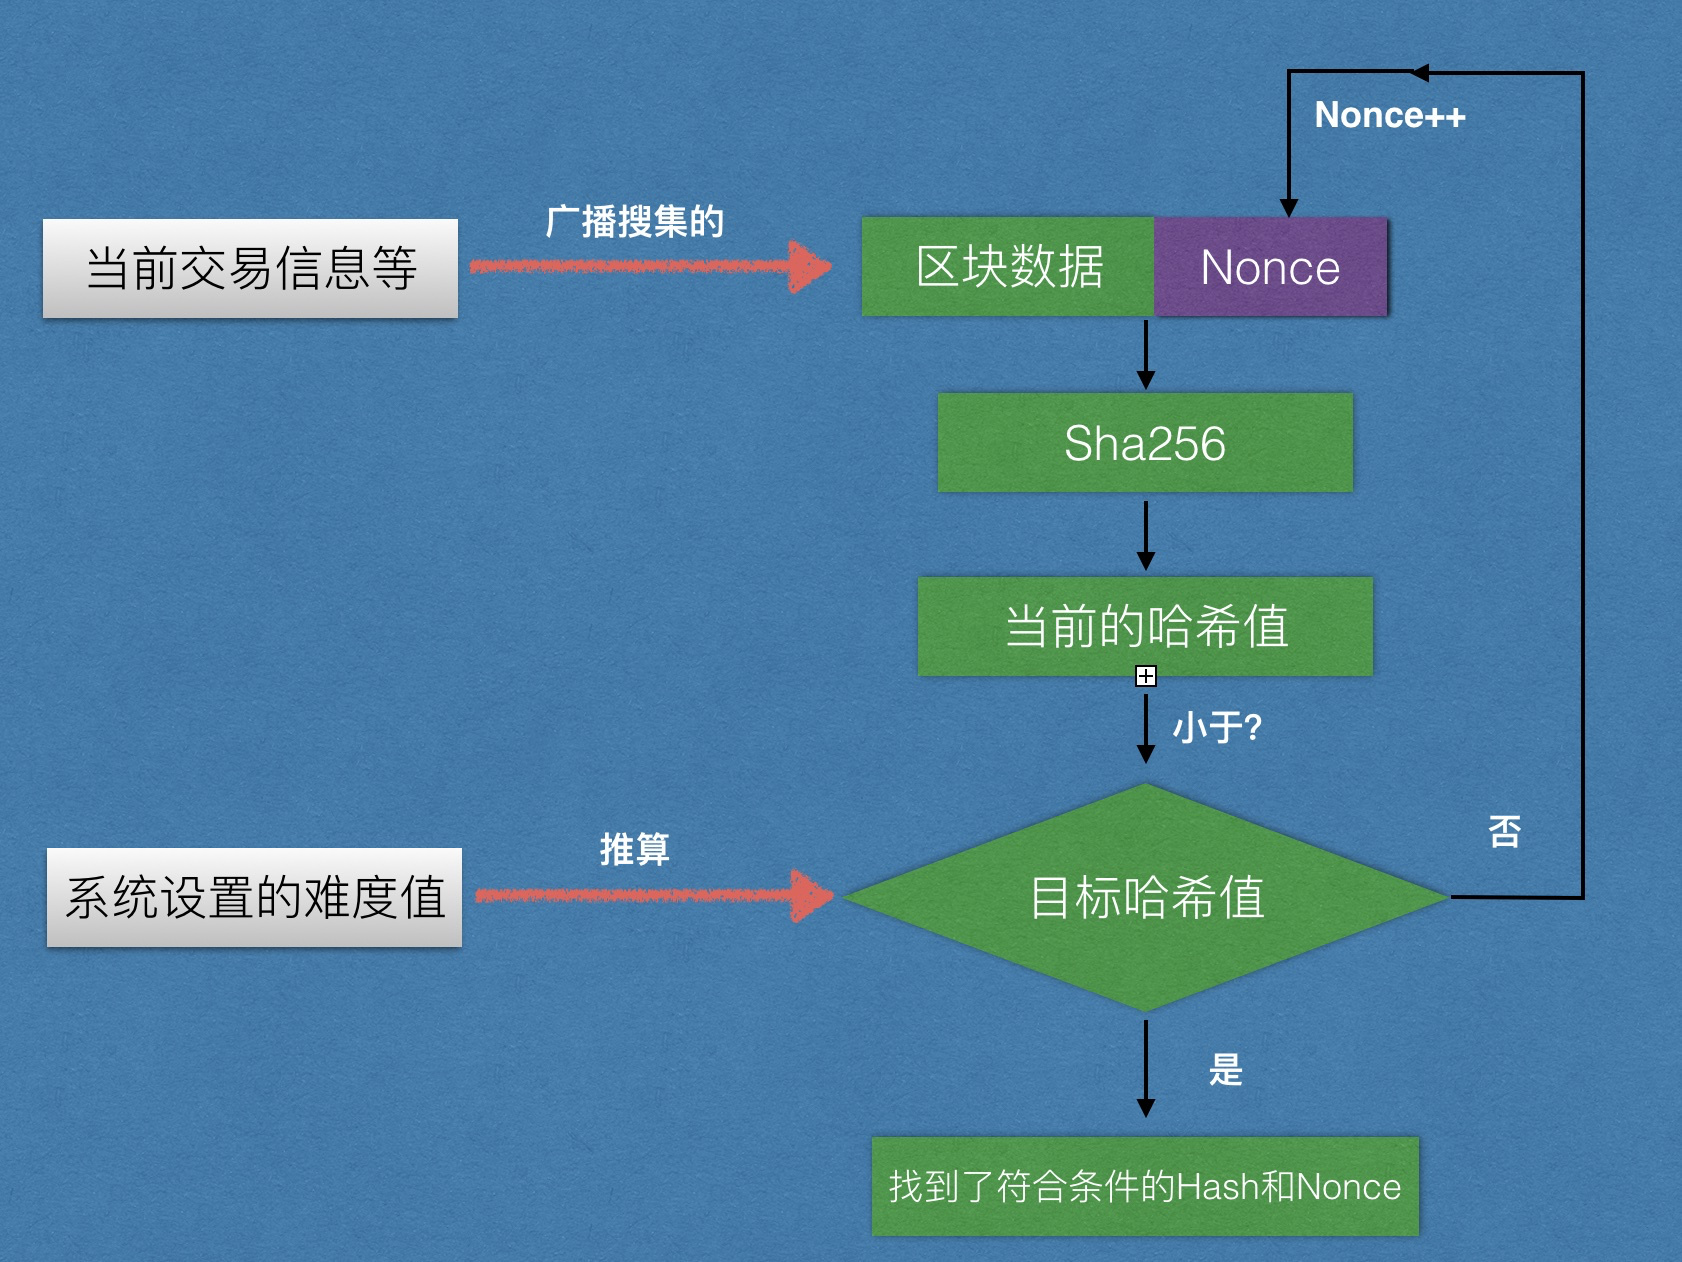 Nonce++
广播搜集的
当前交易信息等
区块数据
Nonce
Sha256
当前的哈希值
小于?
否
推算
系统设置的难度值
目标哈希值
是
找到了符合条件的Hash和Nonce